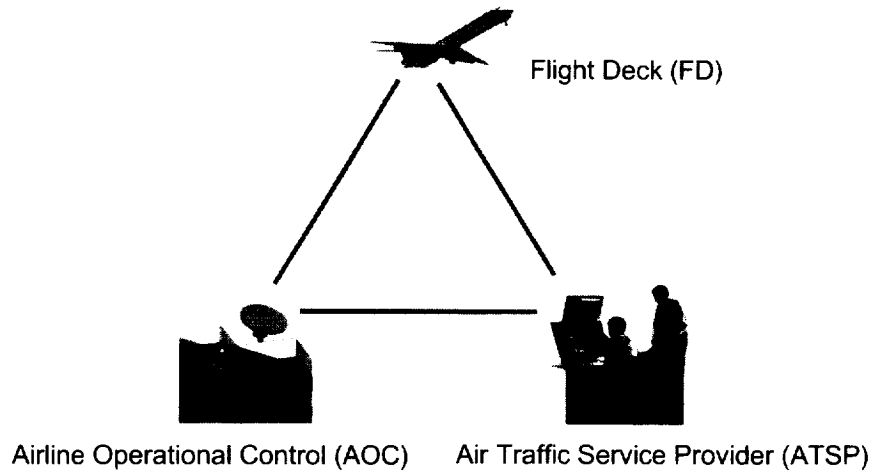 Flight Deck (FD)
Airline Operational Control (AOC)
Air Traffic Service Provider (ATSP)